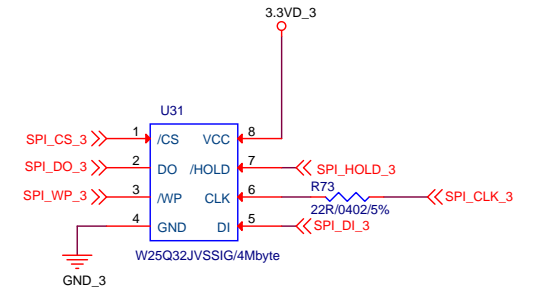 3.3VD_3
U31
SPI_CS_3 1 /CS VCC 8
SPI_DO_3 2 DO /HOLD 7 SPI_HOLD_3
SPI_WP_3 3 /WP CLK 6 R73 SPI_CLK_3
22R/0402/5%
4 GND DI 5 SPI_DI_3
W25Q32JVSSIG/4Mbyte
GND_3